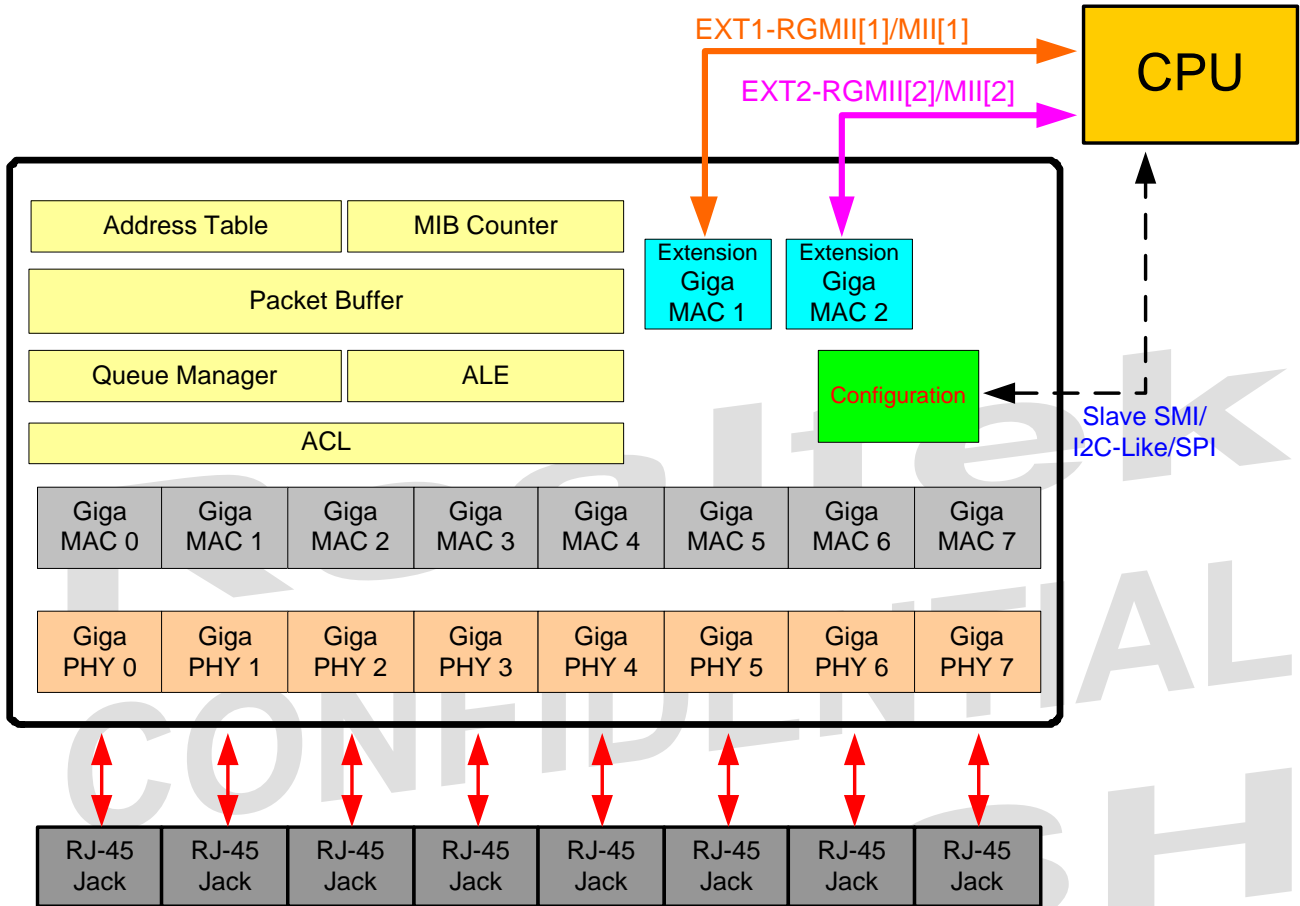 EXT1-RGMII[1]/MII[1]
EXT2-RGMII[2]/MII[2]
CPU
Address Table
MIB Counter
Packet Buffer
Queue Manager
ALE
ACL
Extension
Giga
MAC 1
Extension
Giga
MAC 2
Configuration
Slave SMI/
I2C-Like/SPI
Giga
MAC 0
Giga
MAC 1
Giga
MAC 2
Giga
MAC 3
Giga
MAC 4
Giga
MAC 5
Giga
MAC 6
Giga
MAC 7
Giga
PHY 0
Giga
PHY 1
Giga
PHY 2
Giga
PHY 3
Giga
PHY 4
Giga
PHY 5
Giga
PHY 6
Giga
PHY 7
RJ-45
Jack
RJ-45
Jack
RJ-45
Jack
RJ-45
Jack
RJ-45
Jack
RJ-45
Jack
RJ-45
Jack
RJ-45
Jack
Realtek
CONFIDENTIAL